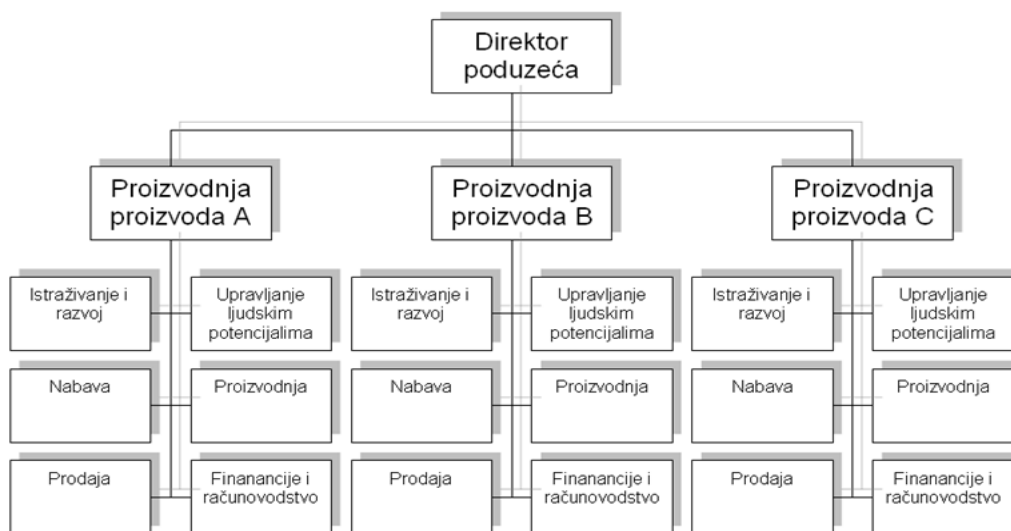 Direktor
poduzeća
Proizvodnja
proizvoda A
Proizvodnja
proizvoda B
Proizvodnja
proizvoda C
Istraživanje i
razvoj
Upravljanje
ljudskim
potencijalima
Istraživanje i
razvoj
Upravljanje
ljudskim
potencijalima
Istraživanje i
razvoj
Upravljanje
ljudskim
potencijalima
Nabava
Proizvodnja
Nabava
Proizvodnja
Nabava
Proizvodnja
Prodaja
Finanancije i
računovodstvo
Prodaja
Finanancije i
računovodstvo
Prodaja
Finanancije i
računovodstvo